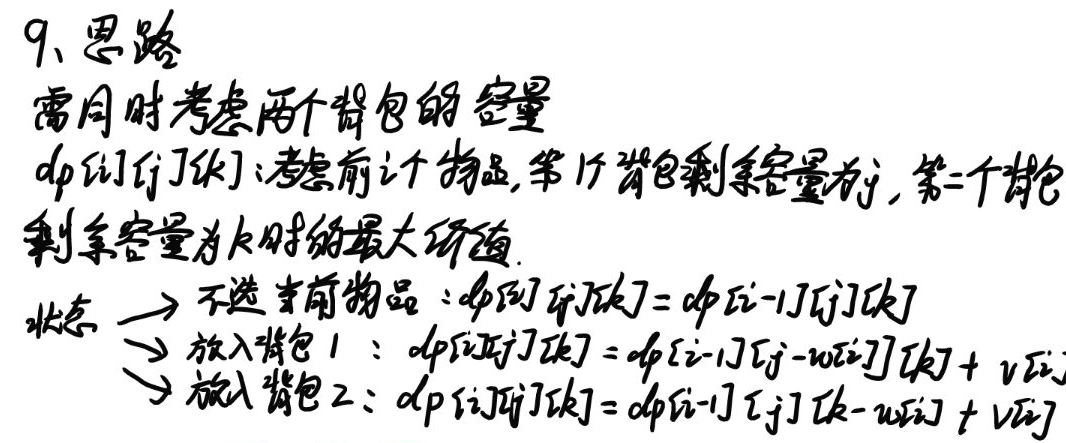 9、思路
需同时考虑两个背包的容量
dp[i][j][k]:考虑前i个物品,第1个背包剩余容量为j,第二个背包
剩余容量为k时的最大价值.
状态 → 不选当前物品:dp[i][j][k]=dp[i-1][j][k]
→ 放入背包1:dp[i][j][k]=dp[i-1][j-w[i]][k]+v[i]
→ 放入背包2:dp[i][j][k]=dp[i-1][j][k-w[i]+v[i]